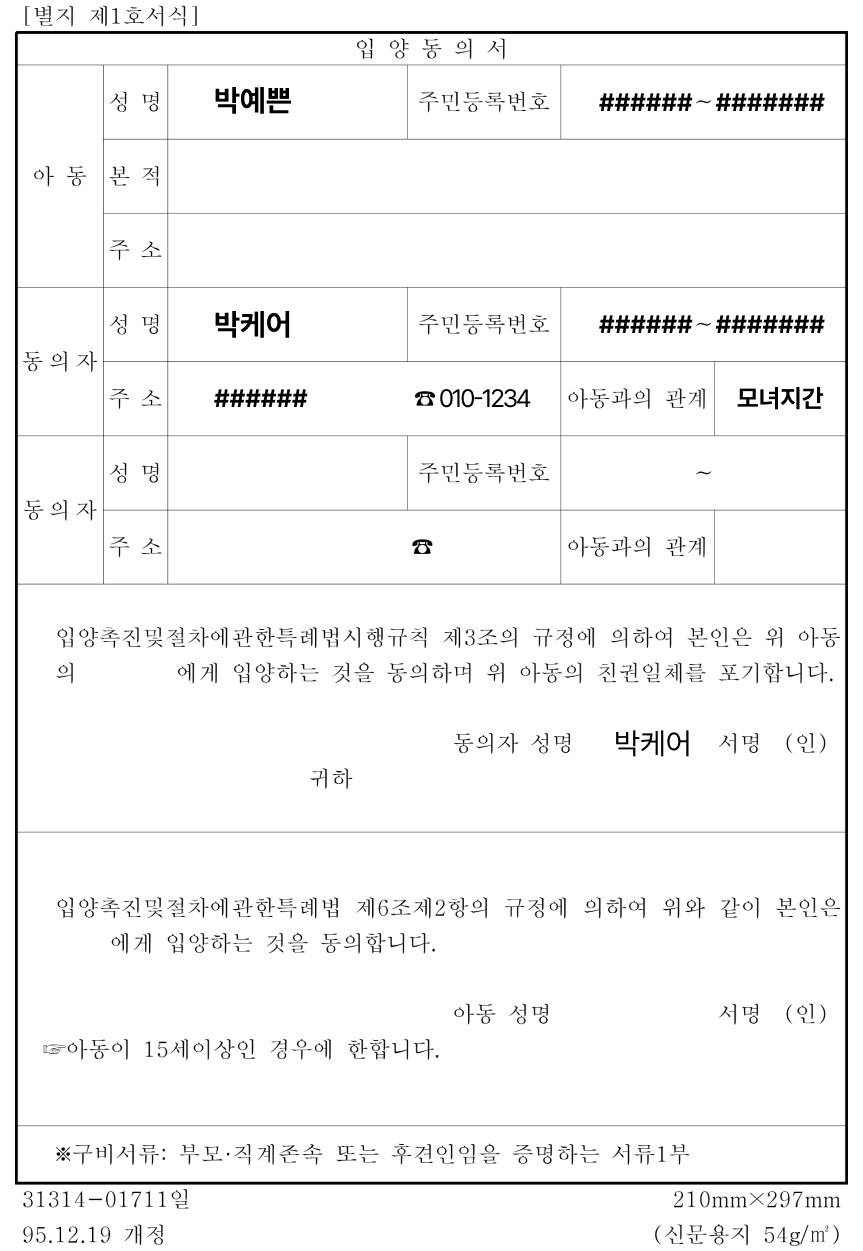 [별지 제1호서식]
입 양 동 의 서
아 동
성 명 박예쁜 주민등록번호 ######~#######
본 적
주 소
동의자
성 명 박케어 주민등록번호 ######~#######
주 소 ###### ☎010-1234 아동과의 관계 모녀지간
동의자
성 명 주민등록번호 ~
주 소 ☎ 아동과의 관계
입양촉진및절차에관한특례법시행규칙 제3조의 규정에 의하여 본인은 위 아동
의 에게 입양하는 것을 동의하며 위 아동의 친권일체를 포기합니다.
동의자 성명 박케어 서명 (인)
귀하
입양촉진및절차에관한특례법 제6조제2항의 규정에 의하여 위와 같이 본인은
에게 입양하는 것을 동의합니다.
아동 성명 서명 (인)
☞아동이 15세이상인 경우에 한합니다.
※구비서류: 부모·직계존속 또는 후견인임을 증명하는 서류1부
31314-01711일 210mm×297mm
95.12.19 개정 (신문용지 54g/㎡)